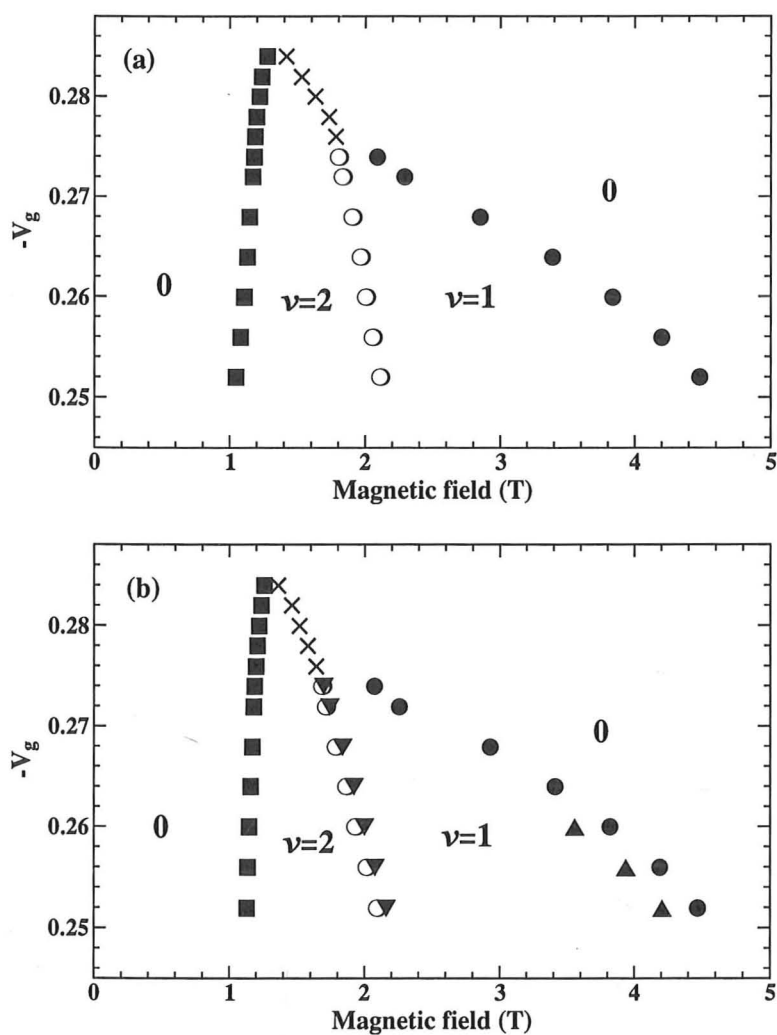 (a)
0.28
0.27
0.26
0.25
-Vg
0
ν=2
ν=1
0
0 1 2 3 4 5
Magnetic field (T)
(b)
0.28
0.27
0.26
0.25
-Vg
0
ν=2
ν=1
0
0 1 2 3 4 5
Magnetic field (T)